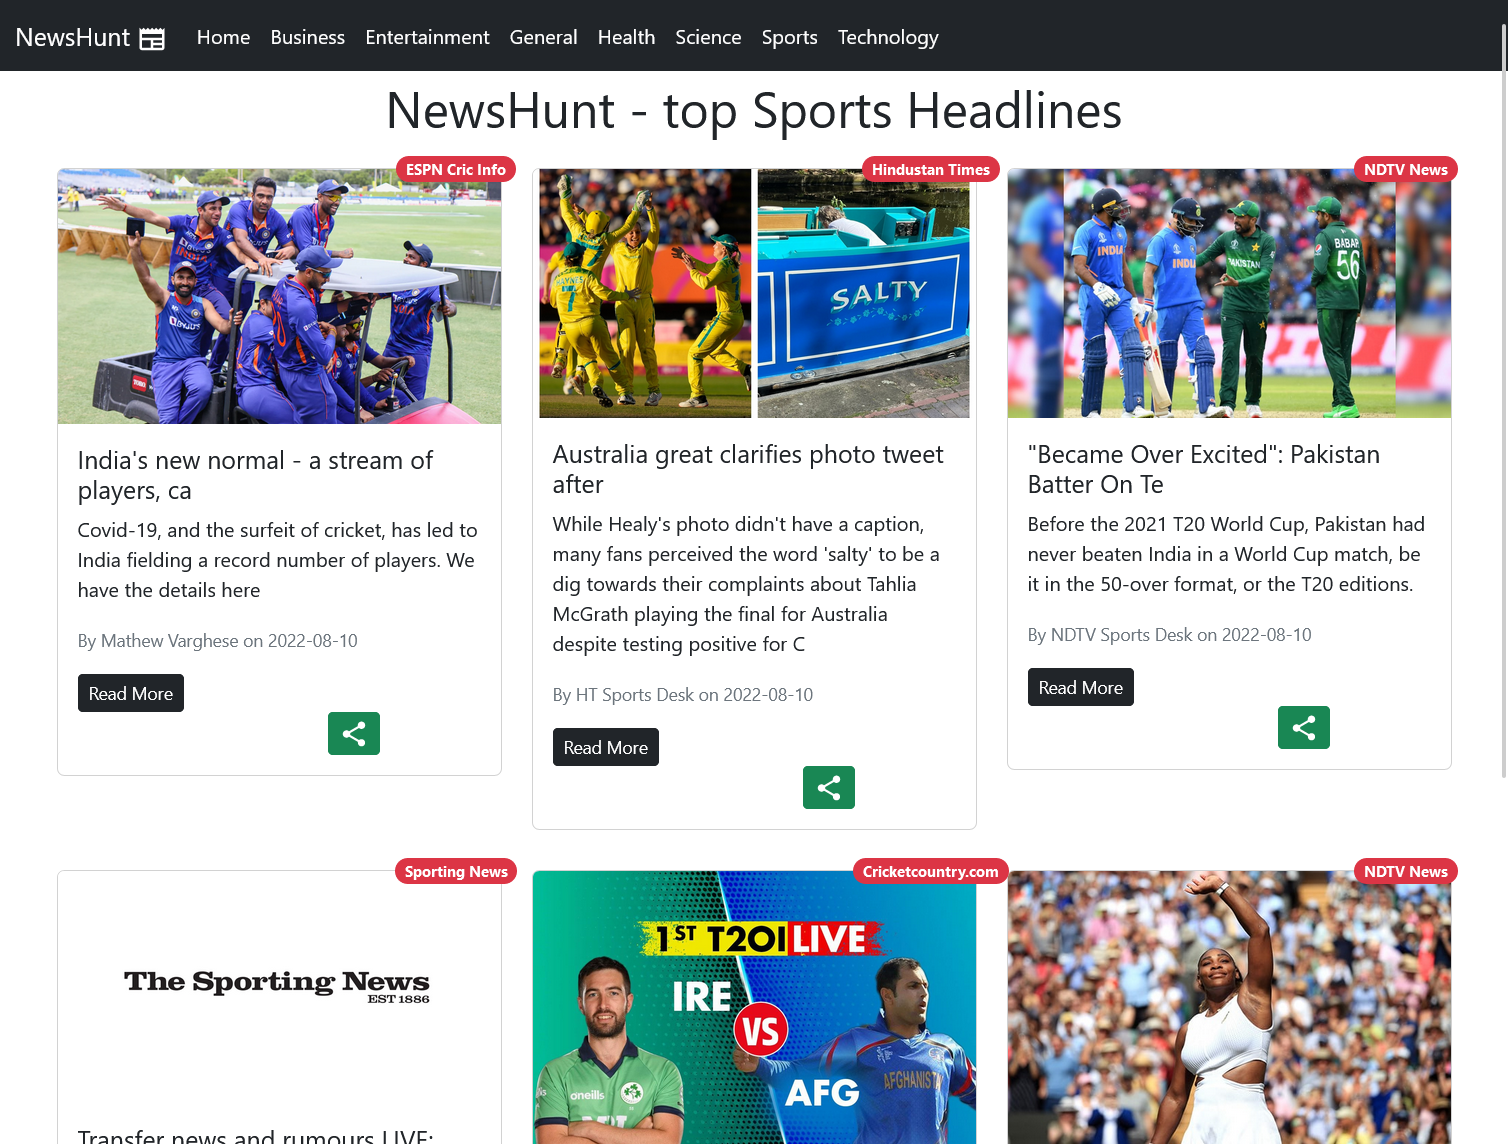 NewsHunt
Home Business Entertainment General Health Science Sports Technology
NewsHunt - top Sports Headlines
ESPN Cric Info
INDIA
BYJU'S
TORO
India's new normal - a stream of
players, ca
Covid-19, and the surfeit of cricket, has led to
India fielding a record number of players. We
have the details here
By Mathew Varghese on 2022-08-10
Read More
Hindustan Times
7
SALTY
Australia great clarifies photo tweet
after
While Healy's photo didn't have a caption,
many fans perceived the word 'salty' to be a
dig towards their complaints about Tahlia
McGrath playing the final for Australia
despite testing positive for C
By HT Sports Desk on 2022-08-10
Read More
NDTV News
INDIA
INDI
PAKISTAN
BABAR
56
"Became Over Excited": Pakistan
Batter On Te
Before the 2021 T20 World Cup, Pakistan had
never beaten India in a World Cup match, be
it in the 50-over format, or the T20 editions.
By NDTV Sports Desk on 2022-08-10
Read More
Sporting News
The Sporting News
EST 1886
Transfer news and rumours LIVE:
Cricketcountry.com
1ST T20I LIVE
IRE
VS
AFG
oneills
AFGHANISTA
NDTV News